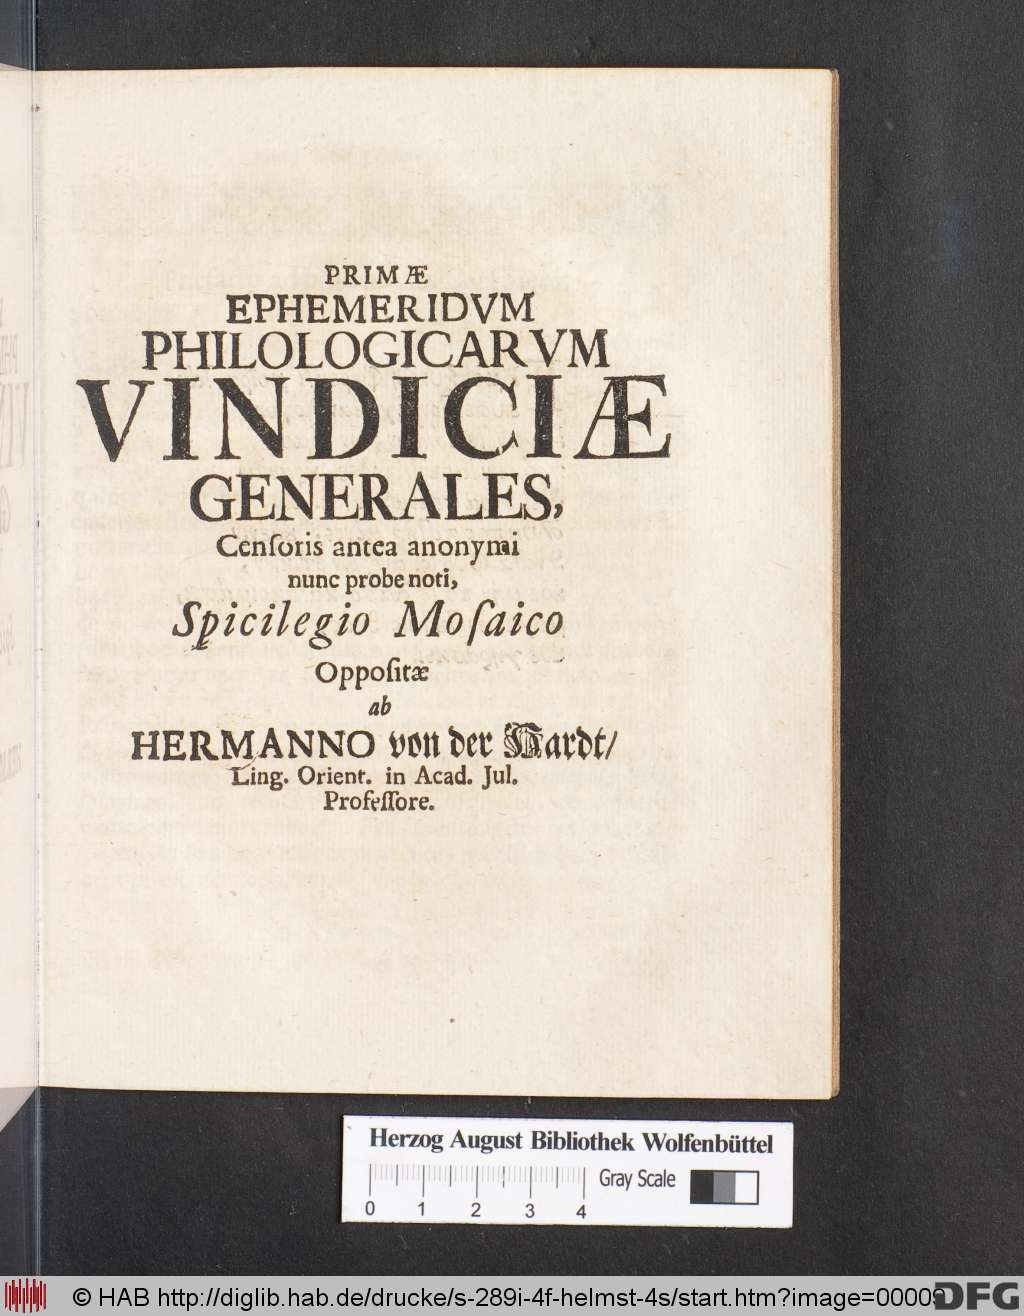 PRIMÆ
EPHEMERIDVM
PHILOLOGICARVM
VINDICIÆ
GENERALES,
Cenſoris antea anonymi
nunc probe noti,
Spicilegio Moſaico
Oppoſitæ
ab
HERMANNO von der Hardt/
Ling. Orient. in Acad. Jul.
Profeſſore.
Herzog August Bibliothek Wolfenbüttel
Gray Scale
0 1 2 3 4
© HAB http://diglib.hab.de/drucke/s-289i-4f-helmst-4s/start.htm?image=00009
DFG